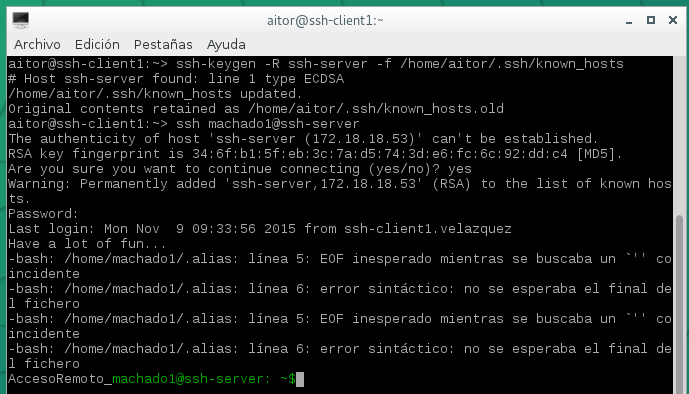 aitor@ssh-client1:~
Archivo Edición Pestañas Ayuda
aitor@ssh-client1:~> ssh-keygen -R ssh-server -f /home/aitor/.ssh/known_hosts
# Host ssh-server found: line 1 type ECDSA
/home/aitor/.ssh/known_hosts updated.
Original contents retained as /home/aitor/.ssh/known_hosts.old
aitor@ssh-client1:~> ssh machado1@ssh-server
The authenticity of host 'ssh-server (172.18.18.53)' can't be established.
RSA key fingerprint is 34:6f:b1:5f:eb:3c:7a:d5:74:3d:e6:fc:6c:92:dd:c4 [MD5].
Are you sure you want to continue connecting (yes/no)? yes
Warning: Permanently added 'ssh-server,172.18.18.53' (RSA) to the list of known hos
ts.
Password:
Last login: Mon Nov  9 09:33:56 2015 from ssh-client1.velazquez
Have a lot of fun...
-bash: /home/machado1/.alias: línea 5: EOF inesperado mientras se buscaba un `'' co
incidente
-bash: /home/machado1/.alias: línea 6: error sintáctico: no se esperaba el final de
l fichero
-bash: /home/machado1/.alias: línea 5: EOF inesperado mientras se buscaba un `'' co
incidente
-bash: /home/machado1/.alias: línea 6: error sintáctico: no se esperaba el final de
l fichero
AccesoRemoto_machado1@ssh-server: ~$